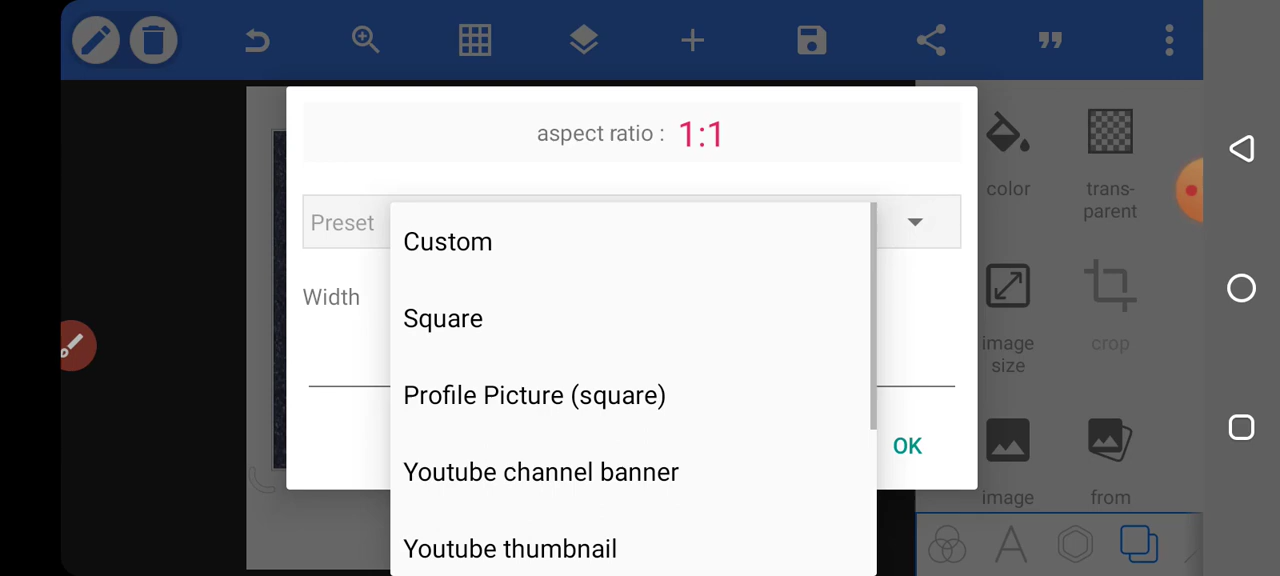 aspect ratio : 1:1
Preset
Custom
Width
Square
Profile Picture (square)
Youtube channel banner
Youtube thumbnail
OK
color
trans-
parent
image
size
crop
image
from